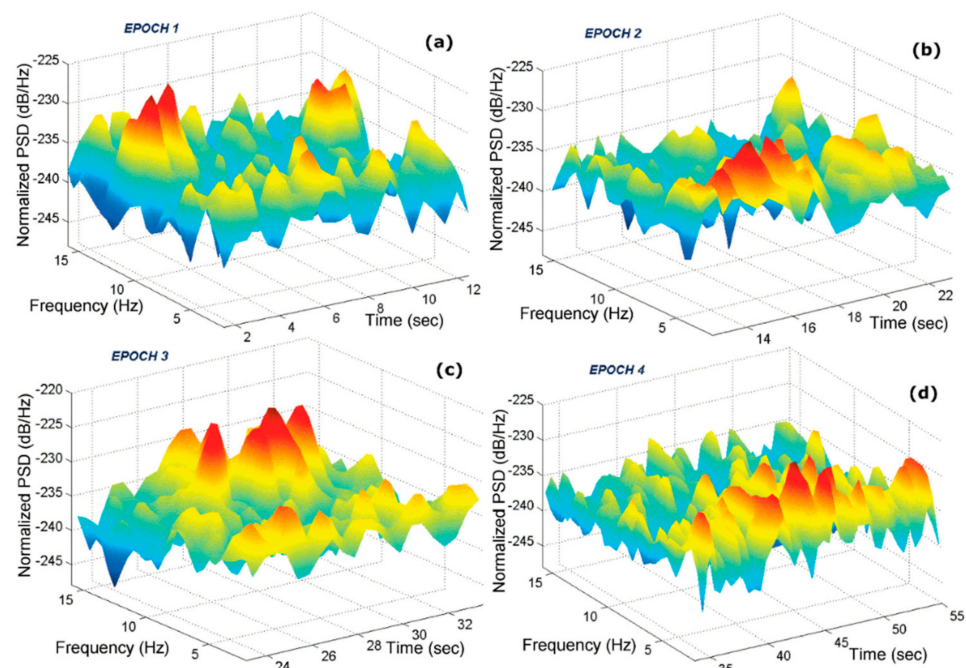 EPOCH 1
(a)
Normalized PSD (dB/Hz)
-225
-230
-235
-240
-245
15
10
5
Frequency (Hz)
2
4
6
8
10
12
Time (sec)
EPOCH 2
(b)
Normalized PSD (dB/Hz)
-225
-230
-235
-240
-245
15
10
5
Frequency (Hz)
14
16
18
20
22
Time (sec)
EPOCH 3
(c)
Normalized PSD (dB/Hz)
-220
-225
-230
-235
-240
-245
15
10
5
Frequency (Hz)
24
26
28
30
32
Time (sec)
EPOCH 4
(d)
Normalized PSD (dB/Hz)
-225
-230
-235
-240
-245
15
10
5
Frequency (Hz)
35
40
45
50
55
Time (sec)